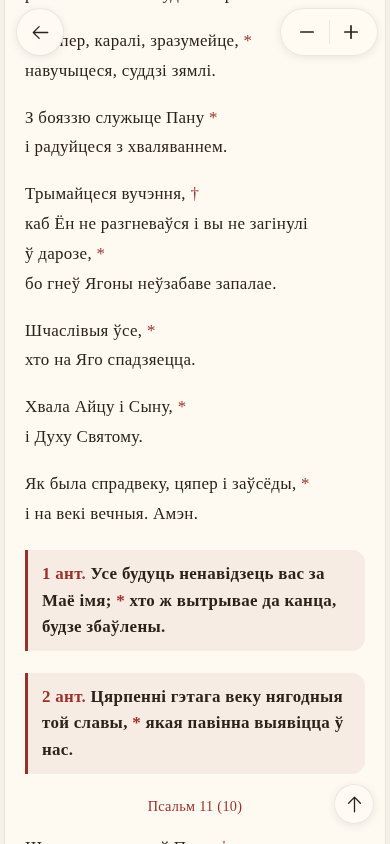 каралі, зразумейце, *
навучыцеся, суддзі зямлі.
З бояззю служыце Пану *
і радуйцеся з хваляваннем.
Трымайцеся вучэння, †
каб Ён не разгневаўся і вы не загінулі
ў дарозе, *
бо гнеў Ягоны неўзабаве запалае.
Шчаслівыя ўсе, *
хто на Яго спадзяецца.
Хвала Айцу і Сыну, *
і Духу Святому.
Як была спрадвеку, цяпер і заўсёды, *
і на векі вечныя. Амэн.
1 ант. Усе будуць ненавідзець вас за
Маё імя; * хто ж вытрывае да канца,
будзе збаўлены.
2 ант. Цярпенні гэтага веку нягодныя
той славы, * якая павінна выявіцца ў
нас.
Псальм 11 (10)